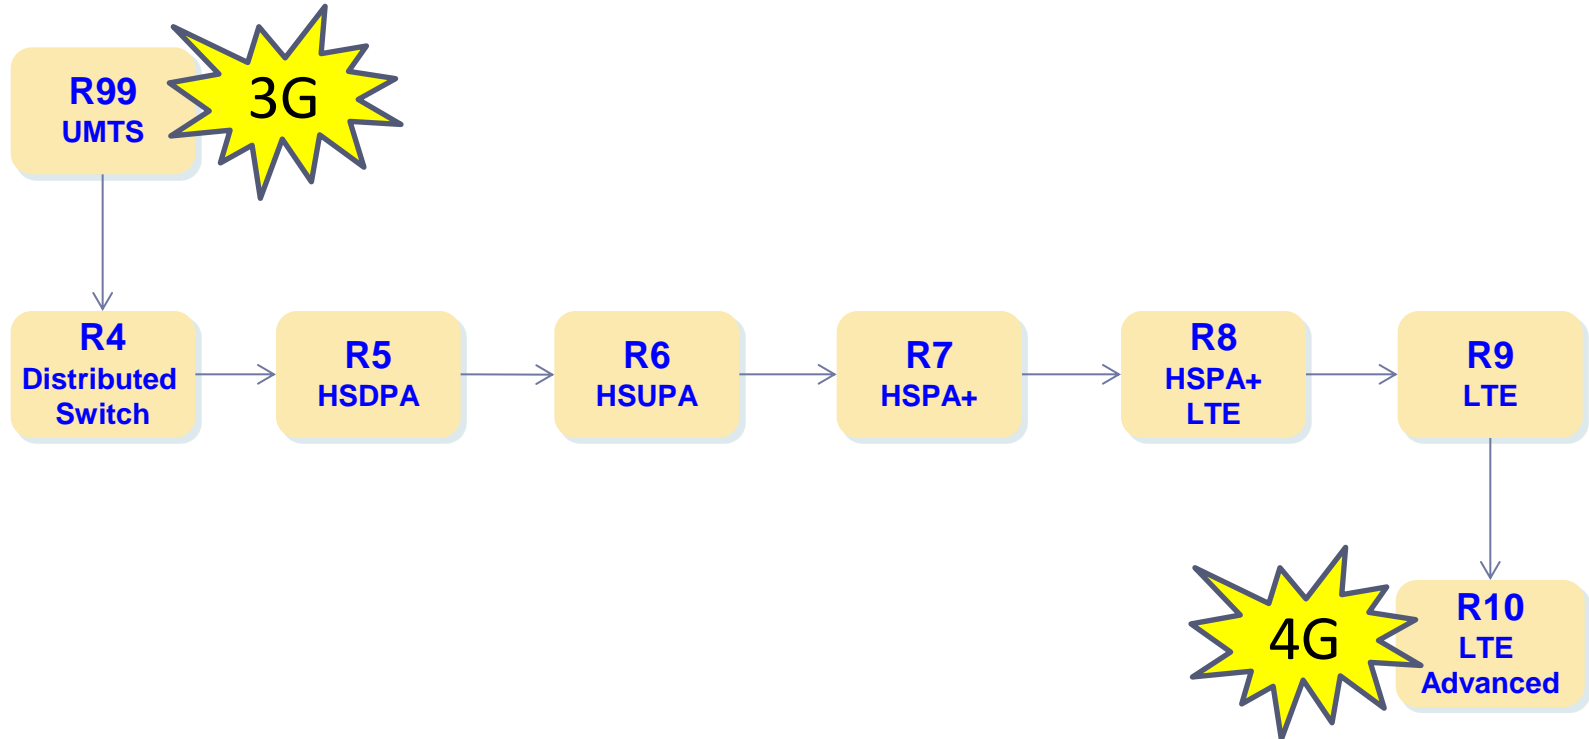 R99
UMTS
3G
R4
Distributed
Switch
R5
HSDPA
R6
HSUPA
R7
HSPA+
R8
HSPA+
LTE
R9
LTE
4G
R10
LTE
Advanced